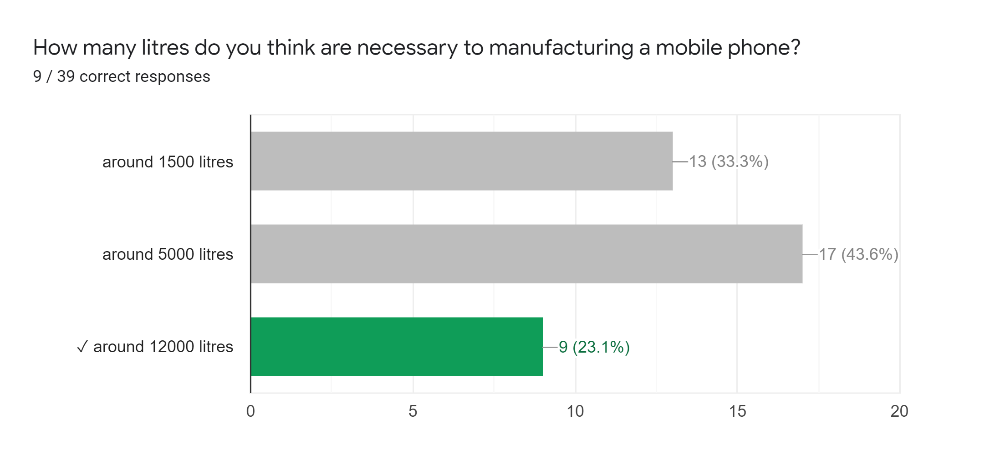 How many litres do you think are necessary to manufacturing a mobile phone?
9 / 39 correct responses
around 1500 litres
13 (33.3%)
around 5000 litres
17 (43.6%)
✓ around 12000 litres
9 (23.1%)
0 5 10 15 20